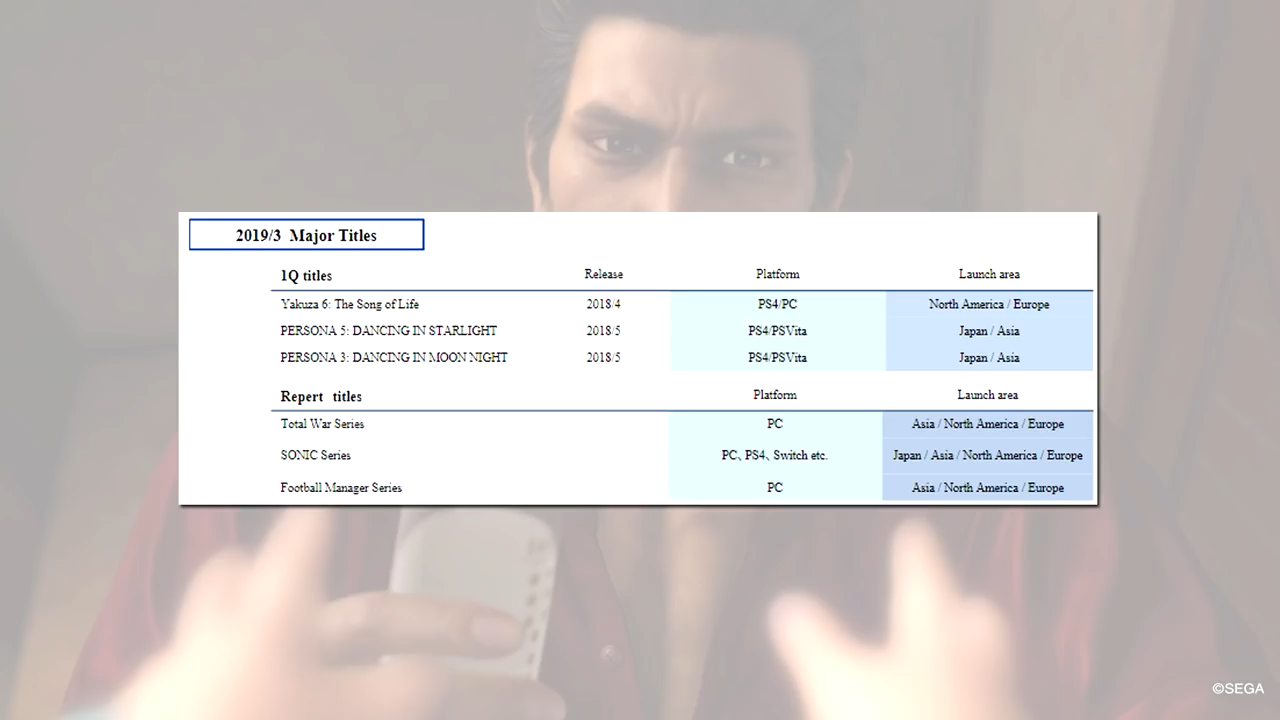 2019/3 Major Titles
1Q titles Release Platform Launch area
Yakuza 6: The Song of Life 2018/4 PS4/PC North America / Europe
PERSONA 5: DANCING IN STARLIGHT 2018/5 PS4/PSVita Japan / Asia
PERSONA 3: DANCING IN MOON NIGHT 2018/5 PS4/PSVita Japan / Asia
Repert titles Platform Launch area
Total War Series PC Asia / North America / Europe
SONIC Series PC、PS4、Switch etc. Japan / Asia / North America / Europe
Football Manager Series PC Asia / North America / Europe
©SEGA